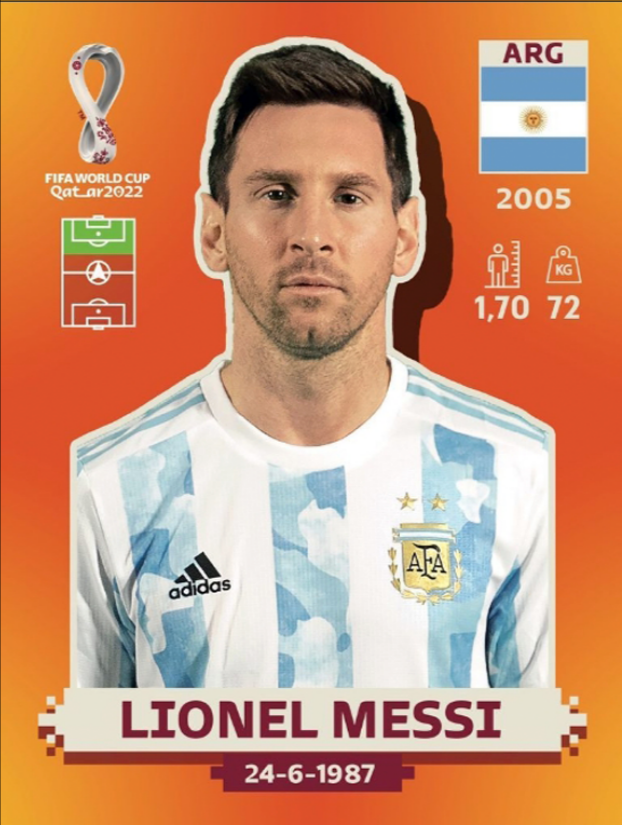 ARG
FIFA WORLD CUP
Qatar2022
2005
KG
1,70 72
AFA
adidas
LIONEL MESSI
24-6-1987